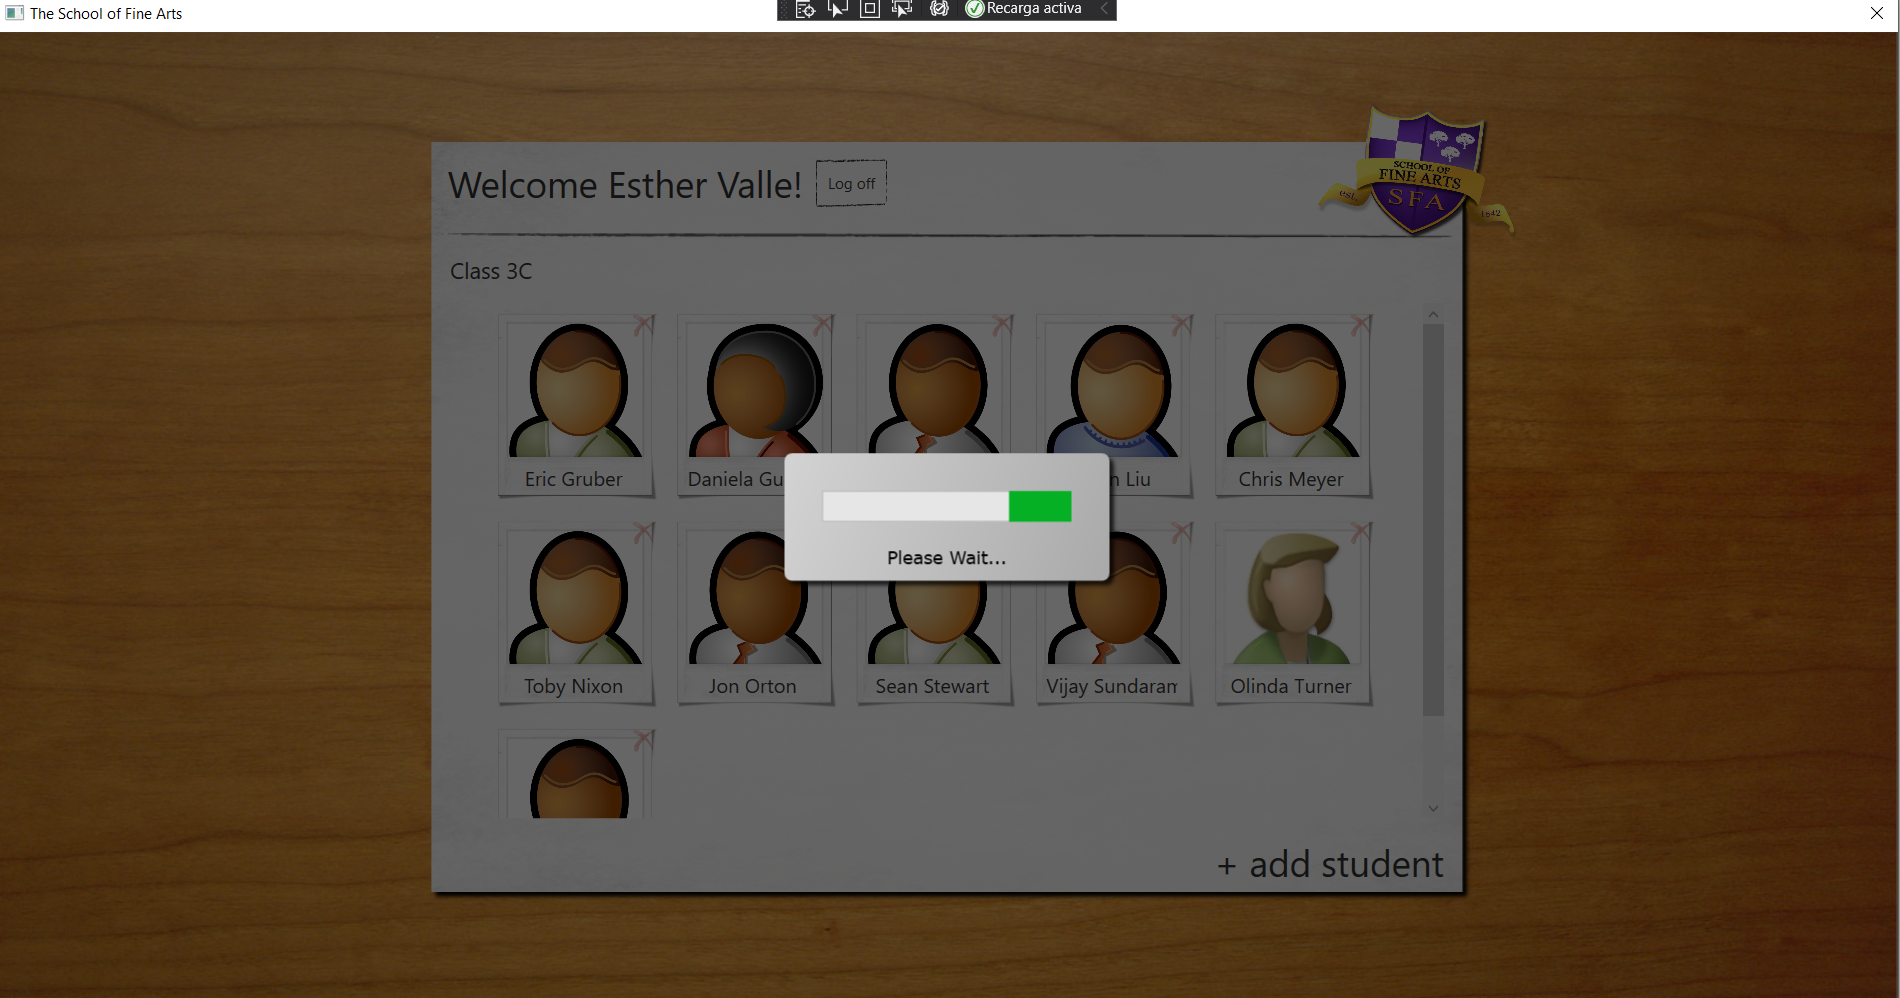 The School of Fine Arts
Recarga activa
SCHOOL OF
FINE ARTS
est.
SFA
1842
Welcome Esther Valle!
Log off
Class 3C
Eric Gruber
Daniela Gu
Liu
Chris Meyer
Please Wait...
Toby Nixon
Jon Orton
Sean Stewart
Vijay Sundaram
Olinda Turner
+ add student